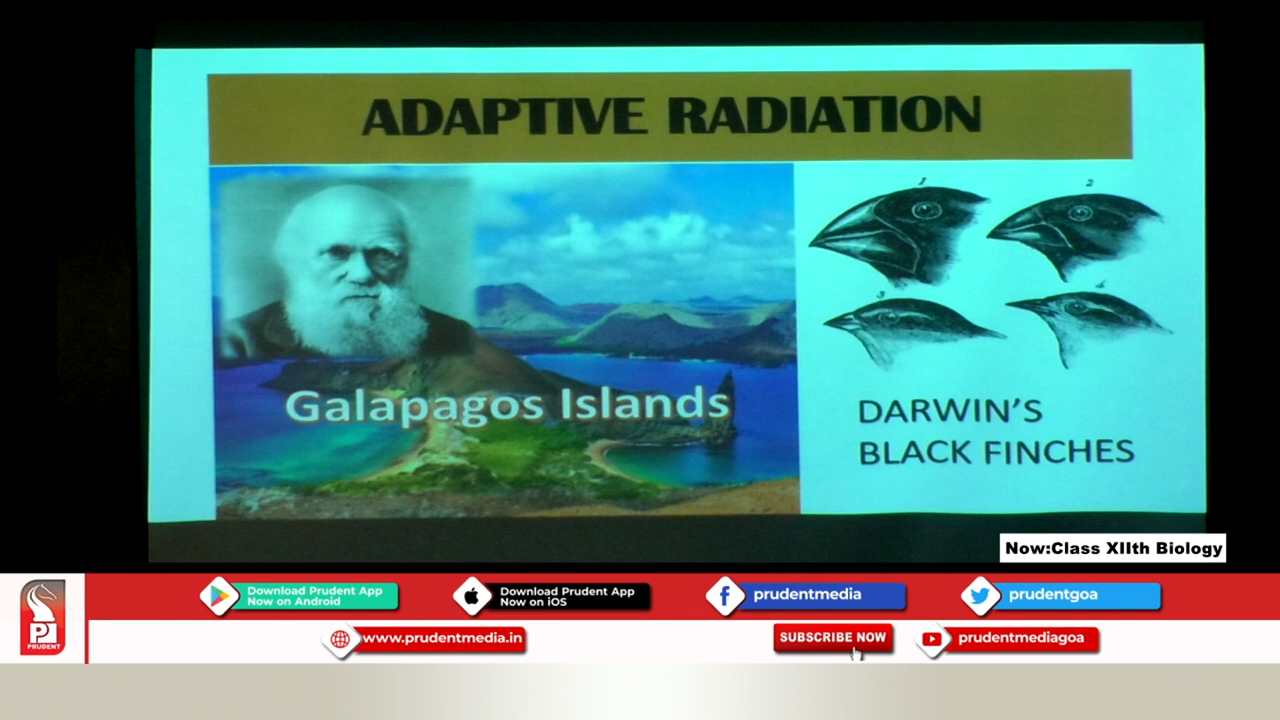 ADAPTIVE RADIATION
Galapagos Islands
1
2
3
4
DARWIN'S
BLACK FINCHES
Now:Class XIIth Biology
Download Prudent App
Now on Android
Download Prudent App
Now on iOS
prudentmedia
prudentgoa
PRUDENT
www.prudentmedia.in
SUBSCRIBE NOW
prudentmediagoa